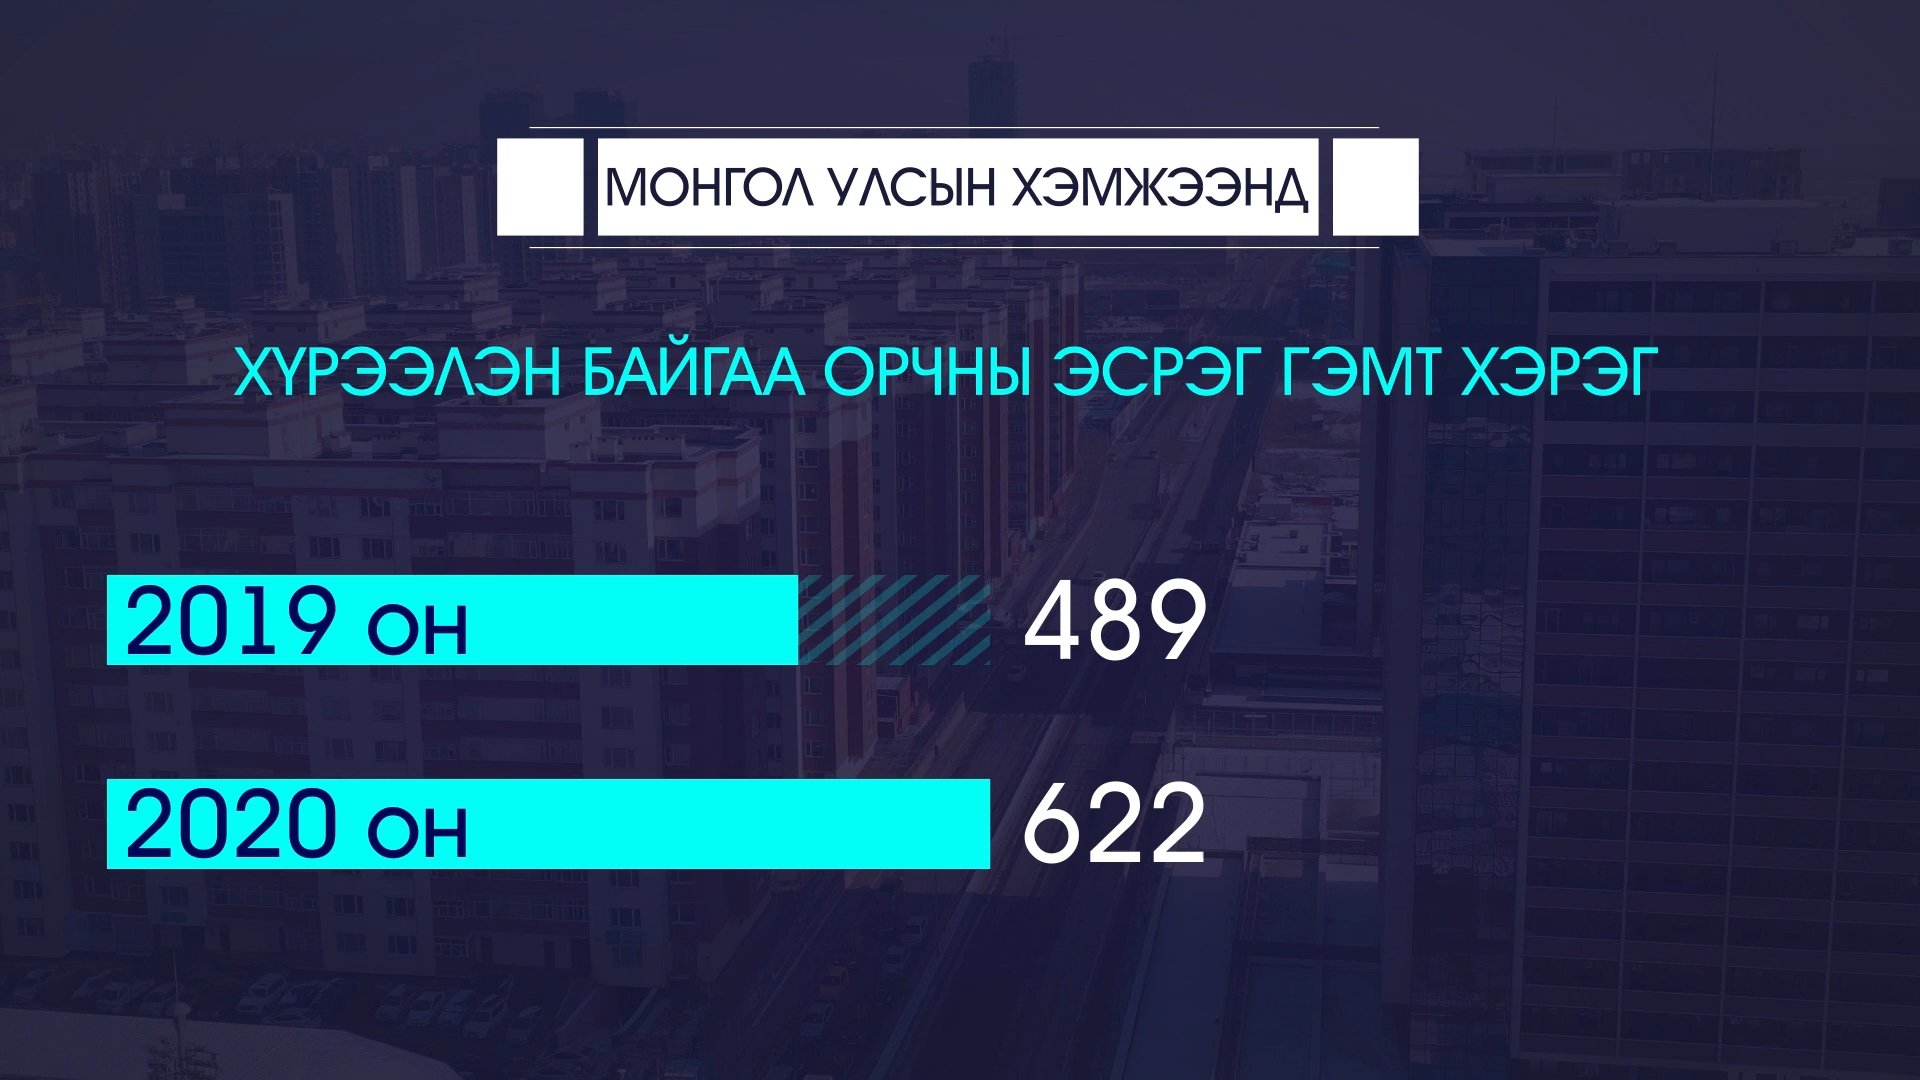 МОНГОЛ УЛСЫН ХЭМЖЭЭНД
ХҮРЭЭЛЭН БАЙГАА ОРЧНЫ ЭСРЭГ ГЭМТ ХЭРЭГ
2019 он 489
2020 он 622